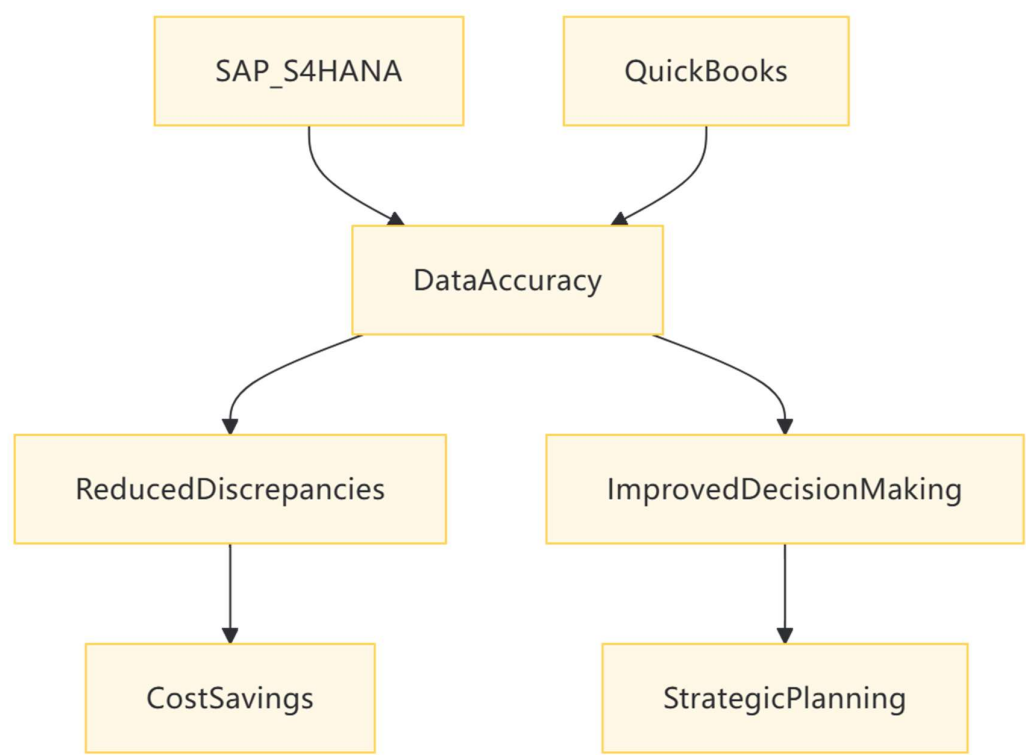 SAP_S4HANA
QuickBooks
DataAccuracy
ReducedDiscrepancies
ImprovedDecisionMaking
CostSavings
StrategicPlanning